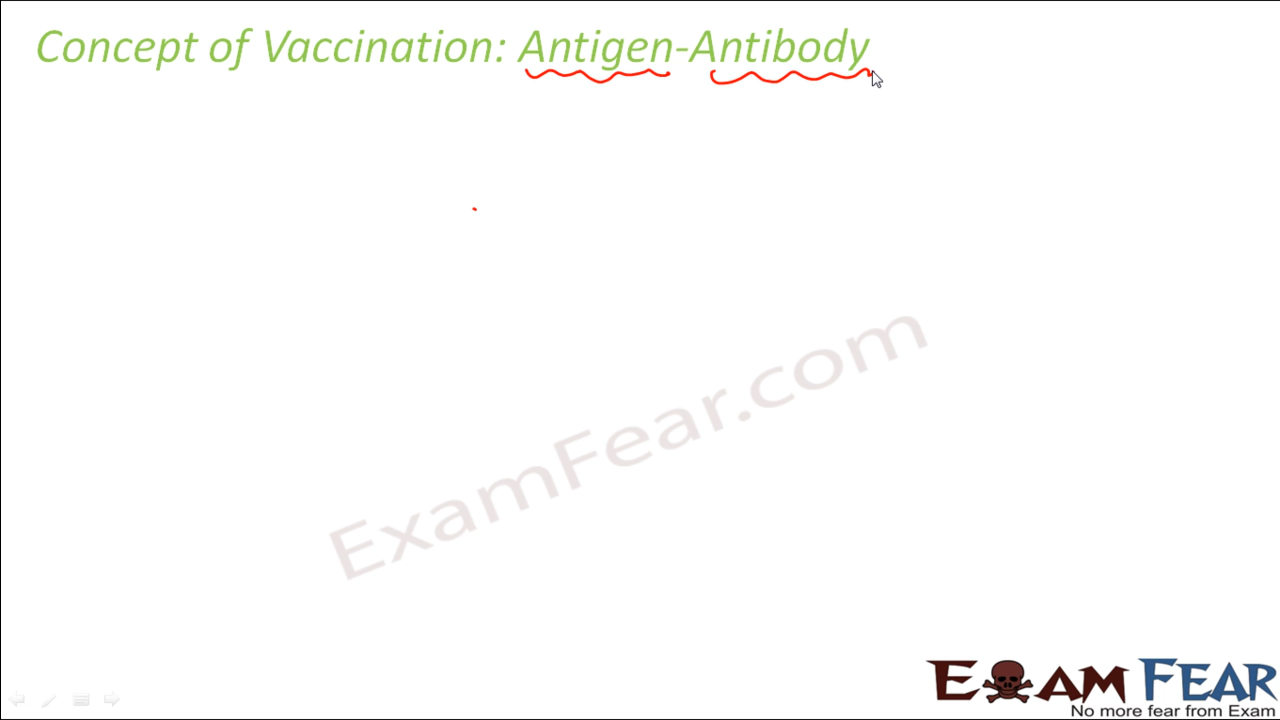 Concept of Vaccination: Antigen-Antibody
ExamFear.com
EXAM FEAR
No more fear from Exam